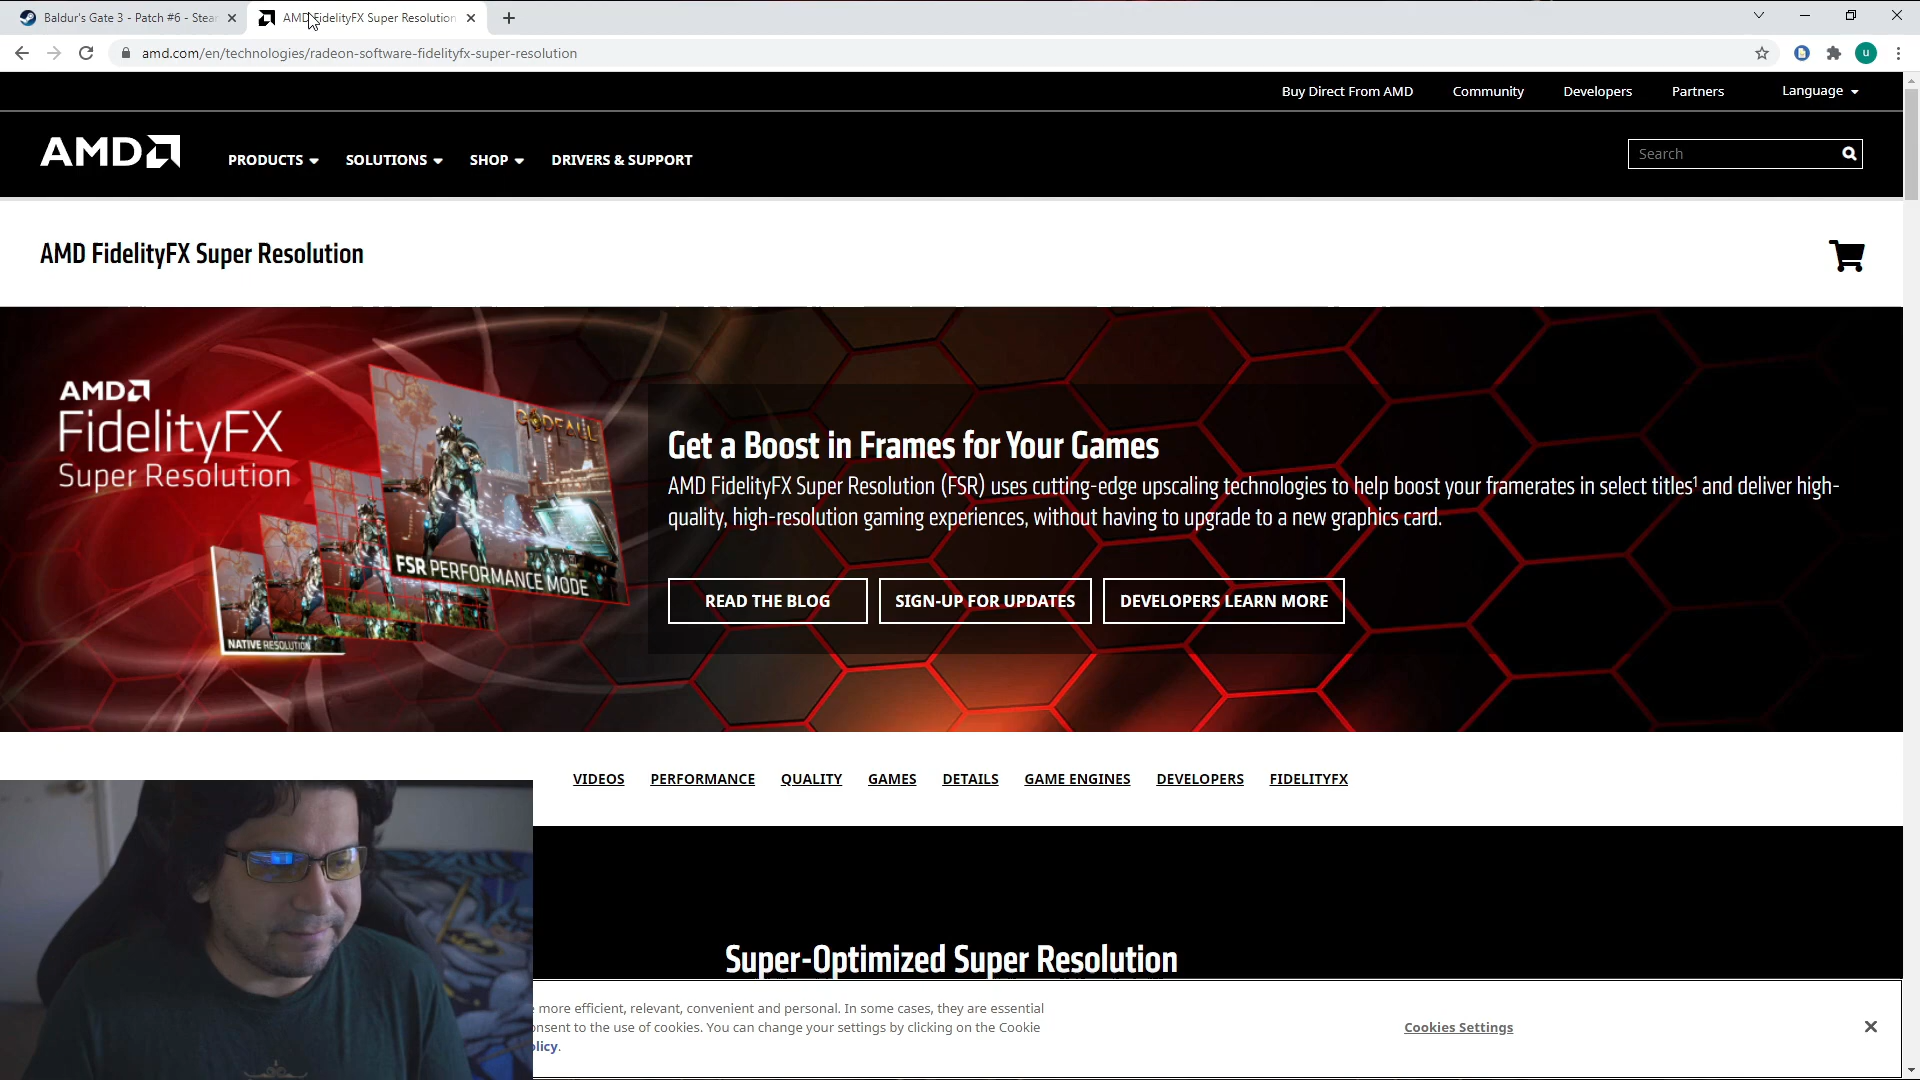 Baldur's Gate 3 - Patch #6 - Stea
AMD FidelityFX Super Resolution
amd.com/en/technologies/radeon-software-fidelityfx-super-resolution
u
Buy Direct From AMD
Community
Developers
Partners
Language
AMD
PRODUCTS
SOLUTIONS
SHOP
DRIVERS & SUPPORT
Search
AMD FidelityFX Super Resolution
AMD
FidelityFX
Super Resolution
GODFALL
FSR PERFORMANCE MODE
NATIVE RESOLUTION
Get a Boost in Frames for Your Games
AMD FidelityFX Super Resolution (FSR) uses cutting-edge upscaling technologies to help boost your framerates in select titles¹ and deliver high-
quality, high-resolution gaming experiences, without having to upgrade to a new graphics card.
READ THE BLOG
SIGN-UP FOR UPDATES
DEVELOPERS LEARN MORE
VIDEOS
PERFORMANCE
QUALITY
GAMES
DETAILS
GAME ENGINES
DEVELOPERS
FIDELITYFX
Super-Optimized Super Resolution
more efficient, relevant, convenient and personal. In some cases, they are essential
onsent to the use of cookies. You can change your settings by clicking on the Cookie
olicy.
Cookies Settings